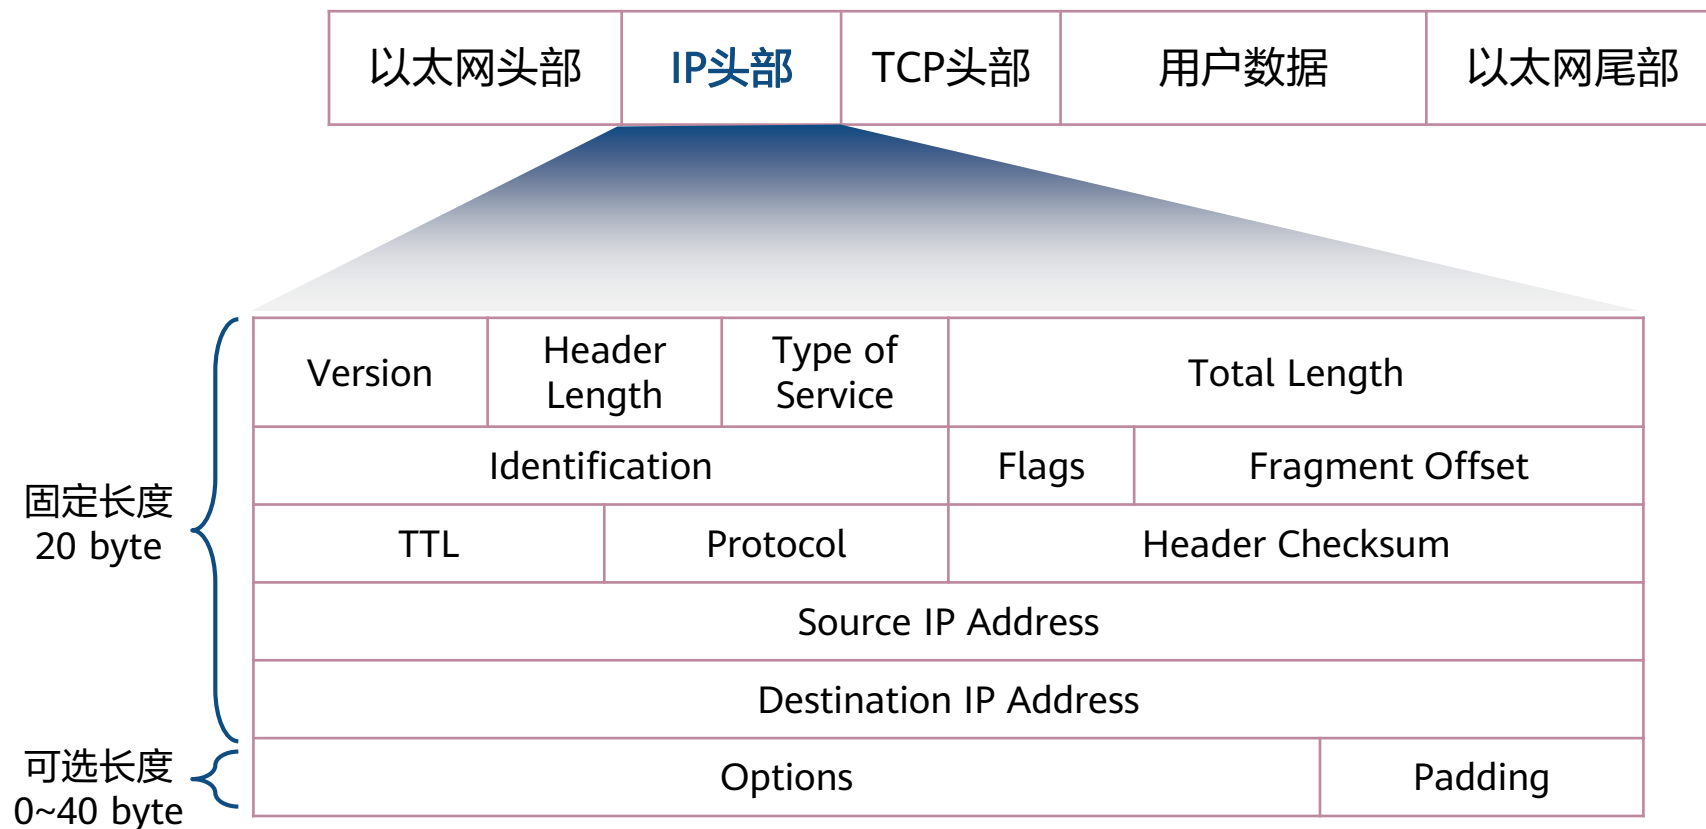 以太网头部
IP头部
TCP头部
用户数据
以太网尾部
Version
Header
Length
Type of
Service
Total Length
Identification
Flags
Fragment Offset
固定长度
20 byte
TTL
Protocol
Header Checksum
Source IP Address
Destination IP Address
可选长度
0~40 byte
Options
Padding